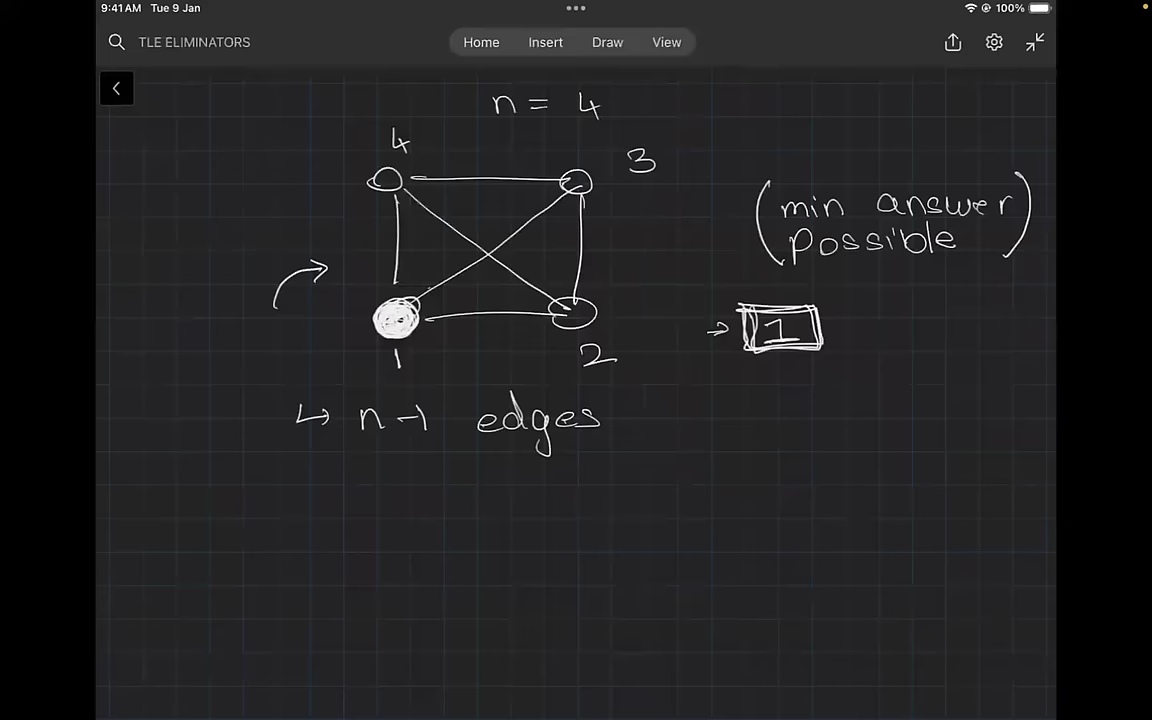 9:41 AM Tue 9 Jan
100%
TLE ELIMINATORS
Home Insert Draw View
n = 4
4
3
(min answer
possible)
1
1
2
↳ n-1 edges